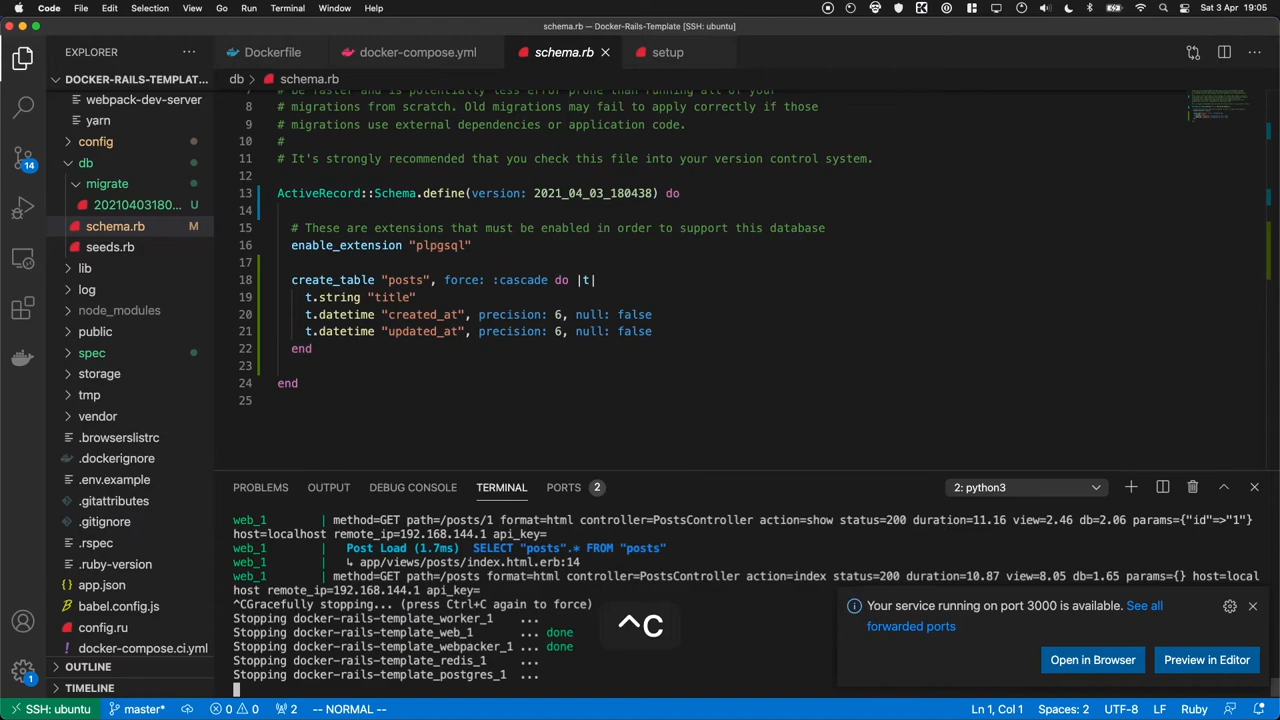 Code File Edit Selection View Go Run Terminal Window Help Sat 3 Apr 19:05
schema.rb — Docker-Rails-Template [SSH: ubuntu]
EXPLORER
Dockerfile docker-compose.yml schema.rb setup
DOCKER-RAILS-TEMPLAT...
webpack-dev-server
yarn
config
db
migrate
20210403180... U
schema.rb M
seeds.rb
lib
log
node_modules
public
spec
storage
tmp
vendor
.browserslistrc
.dockerignore
.env.example
.gitattributes
.gitignore
.rspec
.ruby-version
app.json
babel.config.js
config.ru
docker-compose.ci.yml
OUTLINE
TIMELINE
14
1
db > schema.rb
7 # be faster and is potentially less error prone than running all of your
8 # migrations from scratch. Old migrations may fail to apply correctly if those
9 # migrations use external dependencies or application code.
10 #
11 # It's strongly recommended that you check this file into your version control system.
12
13 ActiveRecord::Schema.define(version: 2021_04_03_180438) do
14
15 # These are extensions that must be enabled in order to support this database
16 enable_extension "plpgsql"
17
18 create_table "posts", force: :cascade do |t|
19 t.string "title"
20 t.datetime "created_at", precision: 6, null: false
21 t.datetime "updated_at", precision: 6, null: false
22 end
23
24 end
25
PROBLEMS OUTPUT DEBUG CONSOLE TERMINAL PORTS 2 2: python3
web_1 | method=GET path=/posts/1 format=html controller=PostsController action=show status=200 duration=11.16 view=2.46 db=2.06 params={"id"=>"1"}
host=localhost remote_ip=192.168.144.1 api_key=
web_1 | Post Load (1.7ms) SELECT "posts".* FROM "posts"
web_1 | ↳ app/views/posts/index.html.erb:14
web_1 | method=GET path=/posts format=html controller=PostsController action=index status=200 duration=10.87 view=8.05 db=1.65 params={} host=local
host remote_ip=192.168.144.1 api_key=
^CGracefully stopping... (press Ctrl+C again to force)
Stopping docker-rails-template_worker_1 ...
Stopping docker-rails-template_web_1 ... done
Stopping docker-rails-template_webpacker_1 ... done
Stopping docker-rails-template_redis_1 ...
Stopping docker-rails-template_postgres_1 ...
^C
Your service running on port 3000 is available. See all
forwarded ports
Open in Browser Preview in Editor
SSH: ubuntu master* 0 0 2 -- NORMAL -- Ln 1, Col 1 Spaces: 2 UTF-8 LF Ruby